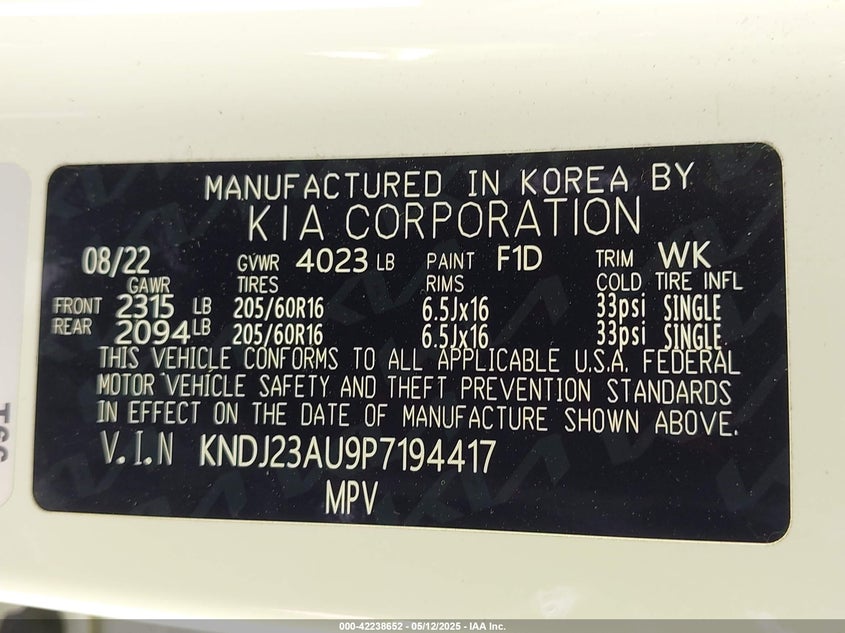 MANUFACTURED IN KOREA BY
KIA CORPORATION
08/22 GVWR 4023 LB PAINT F1D TRIM WK
GAWR TIRES RIMS COLD TIRE INFL
FRONT 2315 LB 205/60R16 6.5Jx16 33psi SINGLE
REAR 2094 LB 205/60R16 6.5Jx16 33psi SINGLE
THIS VEHICLE CONFORMS TO ALL APPLICABLE U.S.A. FEDERAL
MOTOR VEHICLE SAFETY AND THEFT PREVENTION STANDARDS
IN EFFECT ON THE DATE OF MANUFACTURE SHOWN ABOVE.
V.I.N KNDJ23AU9P7194417
MPV
000-42238652 - 05/12/2025 - IAA Inc.